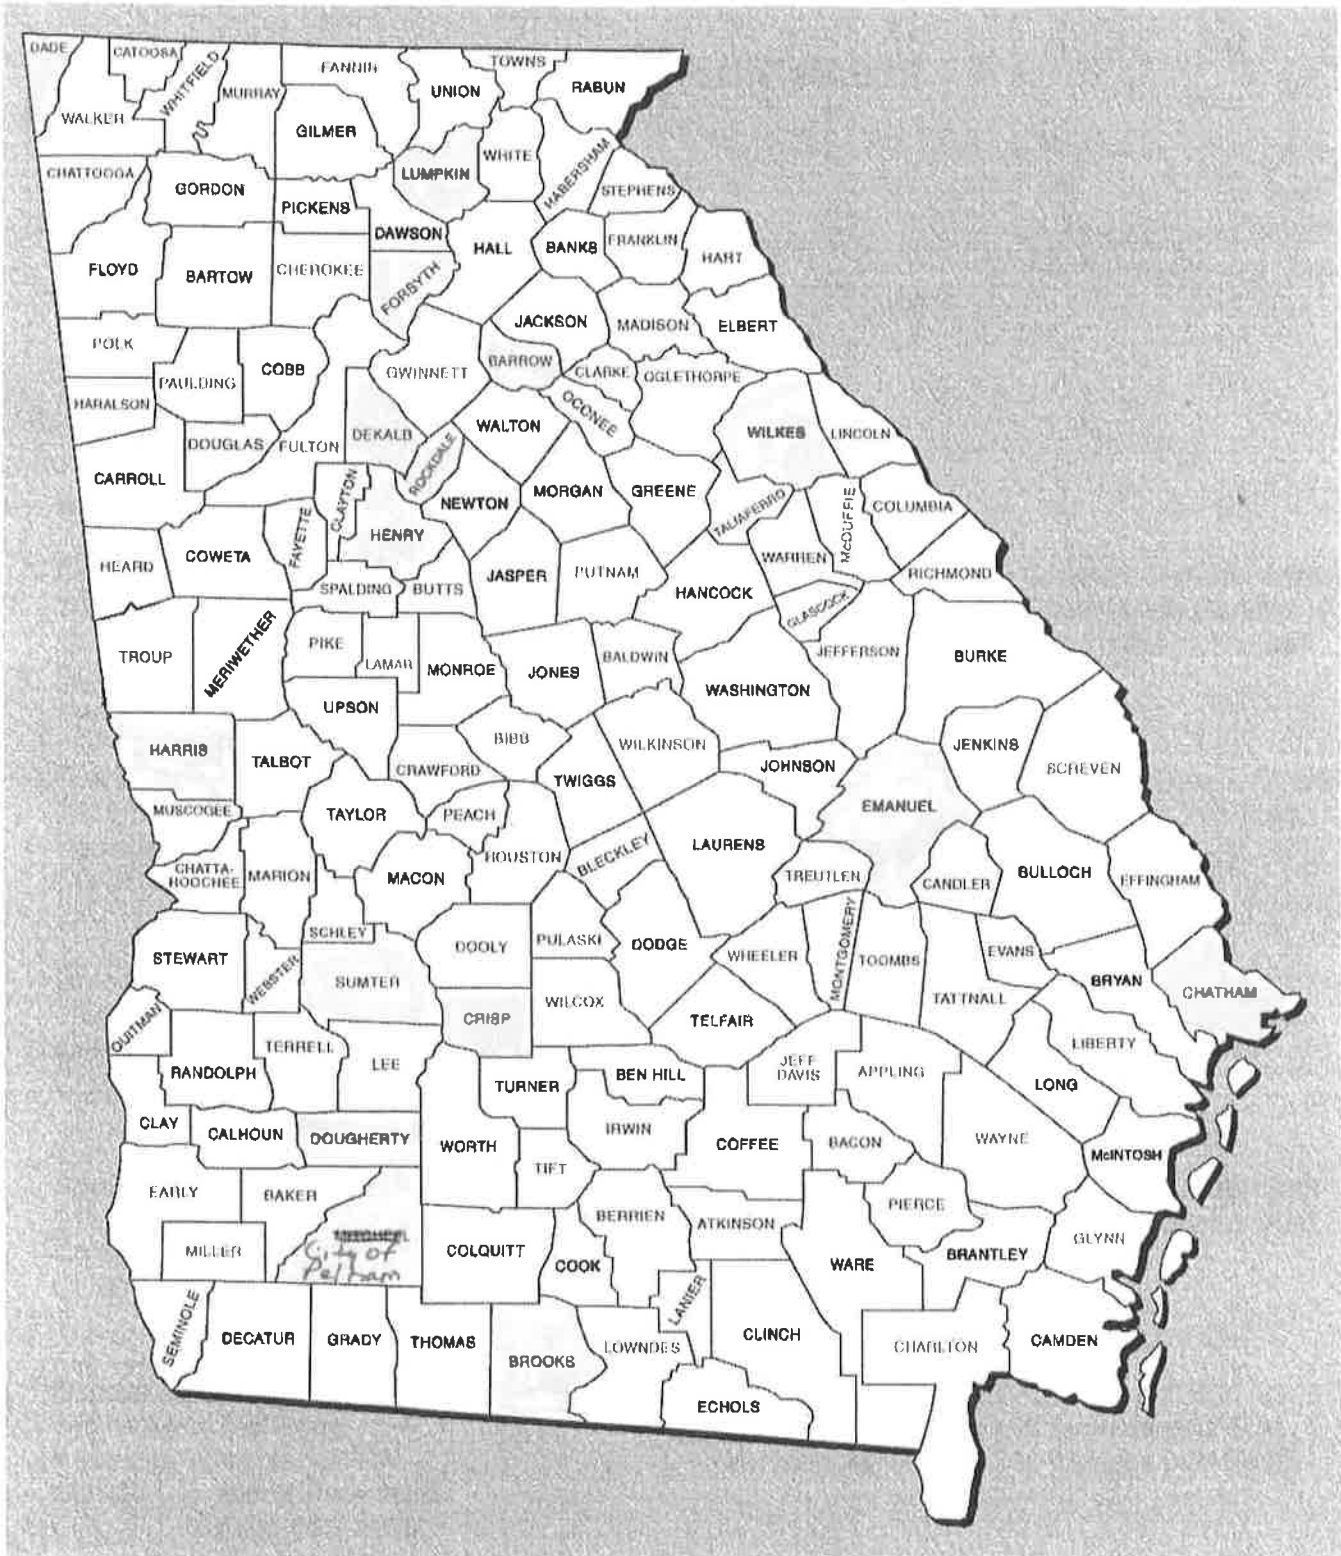 DADE
CATOOSA
WHITFIELD
MURRAY
FANNIN
UNION
TOWNS
RABUN
WALKER
GILMER
LUMPKIN
WHITE
HABERSHAM
STEPHENS
CHATTOOGA
GORDON
PICKENS
DAWSON
HALL
BANKS
FRANKLIN
HART
FLOYD
BARTOW
CHEROKEE
FORSYTH
JACKSON
MADISON
ELBERT
POLK
PAULDING
COBB
GWINNETT
BARROW
CLARKE
OGLETHORPE
HARALSON
DOUGLAS
FULTON
DEKALB
ROCKDALE
WALTON
OCONEE
WILKES
LINCOLN
CARROLL
CLAYTON
HENRY
NEWTON
MORGAN
GREENE
TALIAFERRO
McDUFFIE
COLUMBIA
HEARD
COWETA
FAYETTE
SPALDING
BUTTS
JASPER
PUTNAM
HANCOCK
WARREN
GLASCOCK
RICHMOND
TROUP
MERIWETHER
PIKE
LAMAR
MONROE
JONES
BALDWIN
WASHINGTON
JEFFERSON
BURKE
HARRIS
TALBOT
UPSON
CRAWFORD
BIBB
TWIGGS
WILKINSON
JOHNSON
JENKINS
SCREVEN
MUSCOGEE
TAYLOR
PEACH
EMANUEL
CHATTA-
HOOCHEE
MARION
MACON
HOUSTON
BLECKLEY
LAURENS
TREUTLEN
CANDLER
BULLOCH
EFFINGHAM
STEWART
WEBSTER
SCHLEY
SUMTER
DOOLY
PULASKI
DODGE
WHEELER
MONTGOMERY
TOOMBS
TATTNALL
EVANS
BRYAN
CHATHAM
QUITMAN
RANDOLPH
TERRELL
LEE
CRISP
WILCOX
TELFAIR
JEFF
DAVIS
APPLING
LONG
LIBERTY
CLAY
CALHOUN
DOUGHERTY
WORTH
TURNER
BEN HILL
IRWIN
TIFT
COFFEE
BACON
WAYNE
McINTOSH
EARLY
BAKER
MITCHELL
City of
Pelham
MILLER
COLQUITT
COOK
BERRIEN
ATKINSON
PIERCE
WARE
BRANTLEY
GLYNN
SEMINOLE
DECATUR
GRADY
THOMAS
BROOKS
LOWNDES
LANIER
ECHOLS
CLINCH
CHARLTON
CAMDEN